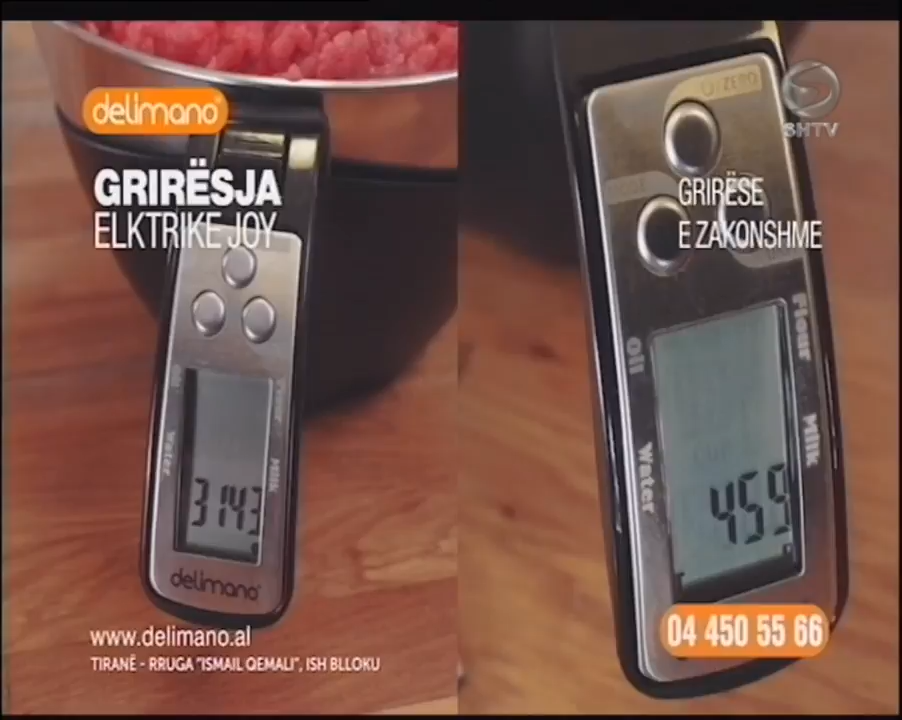 delimano
GRIRËSJA
ELKTRIKE JOY
Oil
Water
Milk
3143
delimano
www.delimano.al
TIRANË - RRUGA "ISMAIL QEMALI", ISH BLLOKU
ZERO
SHTV
GRIRËSE
E ZAKONSHME
Oil
Flour
Water
Milk
459
04 450 55 66